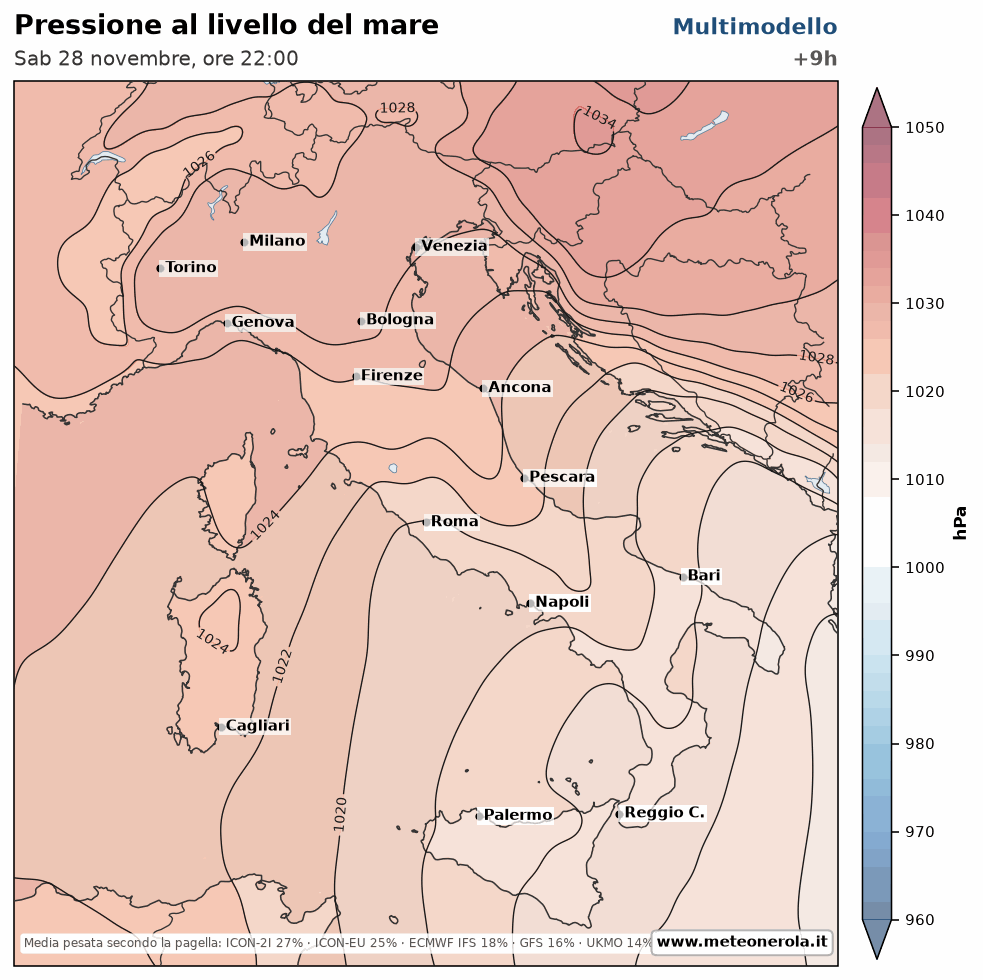 Pressione al livello del mare
Multimodello
Sab 28 novembre, ore 22:00
+9h
1028
1034
1026
Milano
Venezia
Torino
Genova
Bologna
1028
Firenze
Ancona
1026
Pescara
1024
Roma
Bari
Napoli
1024
1022
Cagliari
1020
Palermo
Reggio C.
1050
1040
1030
1020
1010
1000
990
980
970
960
hPa
Media pesata secondo la pagella: ICON-2I 27% · ICON-EU 25% · ECMWF IFS 18% · GFS 16% · UKMO 14%
www.meteonerola.it